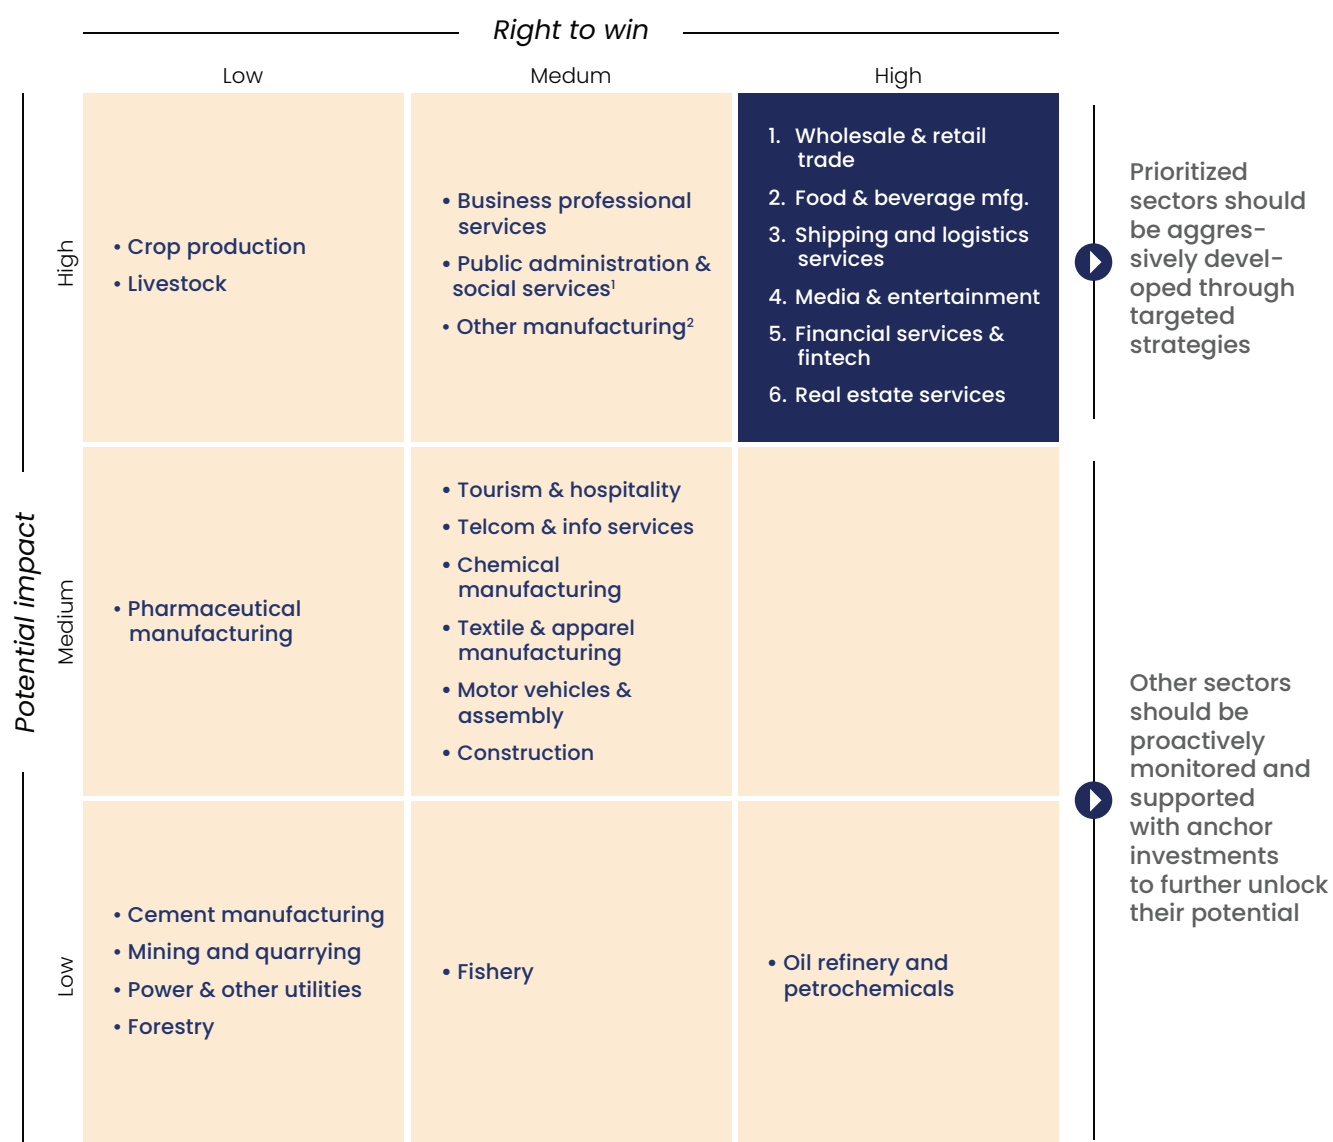 Right to win
Low
Medum
High
Potential impact
High
• Crop production
• Livestock
• Business professional
services
• Public administration &
social services¹
• Other manufacturing²
1. Wholesale & retail
trade
2. Food & beverage mfg.
3. Shipping and logistics
services
4. Media & entertainment
5. Financial services &
fintech
6. Real estate services
Prioritized
sectors should
be aggres-
sively devel-
oped through
targeted
strategies
Medium
• Pharmaceutical
manufacturing
• Tourism & hospitality
• Telcom & info services
• Chemical
manufacturing
• Textile & apparel
manufacturing
• Motor vehicles &
assembly
• Construction
Low
• Cement manufacturing
• Mining and quarrying
• Power & other utilities
• Forestry
• Fishery
• Oil refinery and
petrochemicals
Other sectors
should be
proactively
monitored and
supported
with anchor
investments
to further unlock
their potential